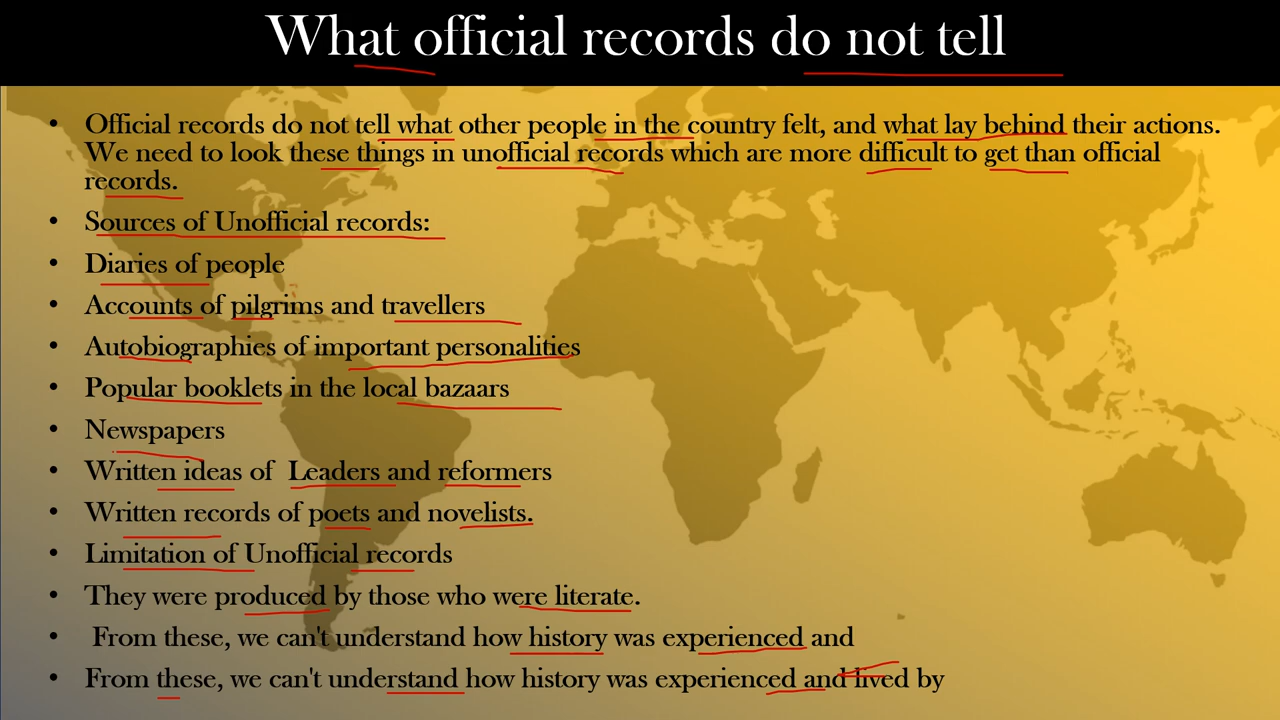 What official records do not tell
• Official records do not tell what other people in the country felt, and what lay behind their actions.
We need to look these things in unofficial records which are more difficult to get than official
records.
• Sources of Unofficial records:
• Diaries of people
• Accounts of pilgrims and travellers
• Autobiographies of important personalities
• Popular booklets in the local bazaars
• Newspapers
• Written ideas of Leaders and reformers
• Written records of poets and novelists.
• Limitation of Unofficial records
• They were produced by those who were literate.
• From these, we can't understand how history was experienced and
• From these, we can't understand how history was experienced and lived by